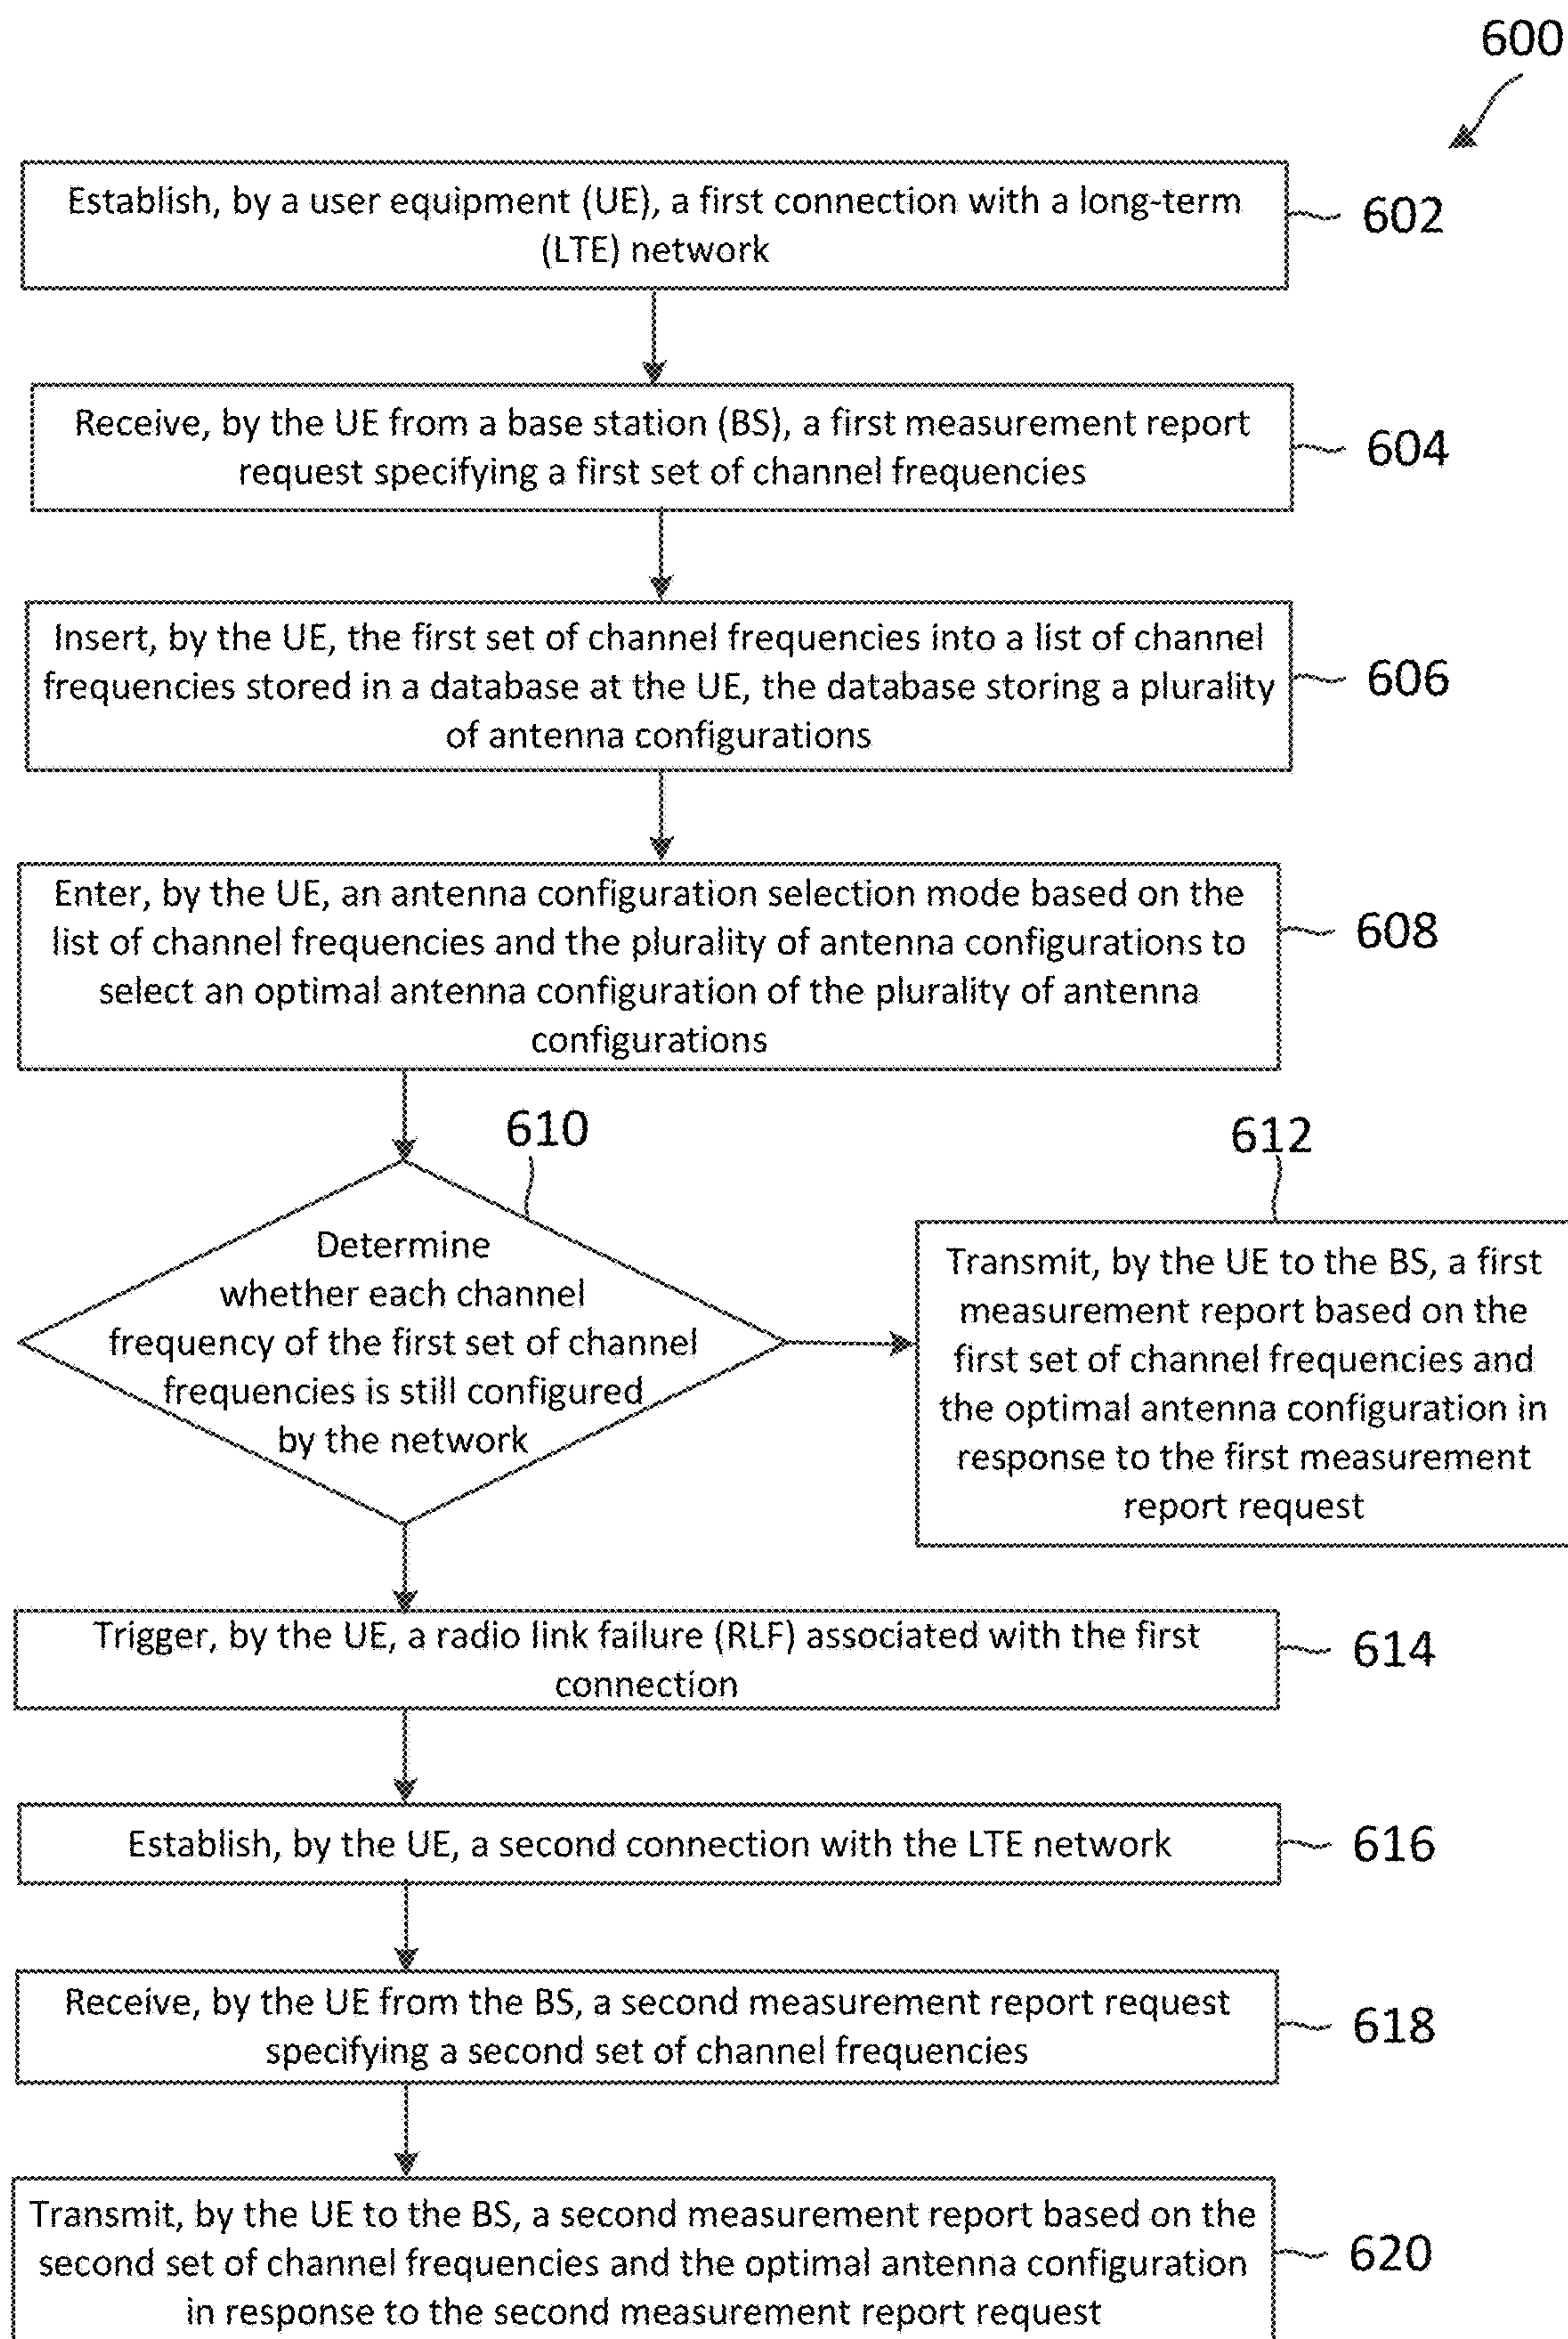 600
Establish, by a user equipment (UE), a first connection with a long-term
(LTE) network
602
Receive, by the UE from a base station (BS), a first measurement report
request specifying a first set of channel frequencies
604
Insert, by the UE, the first set of channel frequencies into a list of channel
frequencies stored in a database at the UE, the database storing a plurality
of antenna configurations
606
Enter, by the UE, an antenna configuration selection mode based on the
list of channel frequencies and the plurality of antenna configurations to
select an optimal antenna configuration of the plurality of antenna
configurations
608
610
Determine
whether each channel
frequency of the first set of channel
frequencies is still configured
by the network
612
Transmit, by the UE to the BS, a first
measurement report based on the
first set of channel frequencies and
the optimal antenna configuration in
response to the first measurement
report request
Trigger, by the UE, a radio link failure (RLF) associated with the first
connection
614
Establish, by the UE, a second connection with the LTE network
616
Receive, by the UE from the BS, a second measurement report request
specifying a second set of channel frequencies
618
Transmit, by the UE to the BS, a second measurement report based on the
second set of channel frequencies and the optimal antenna configuration
in response to the second measurement report request
620